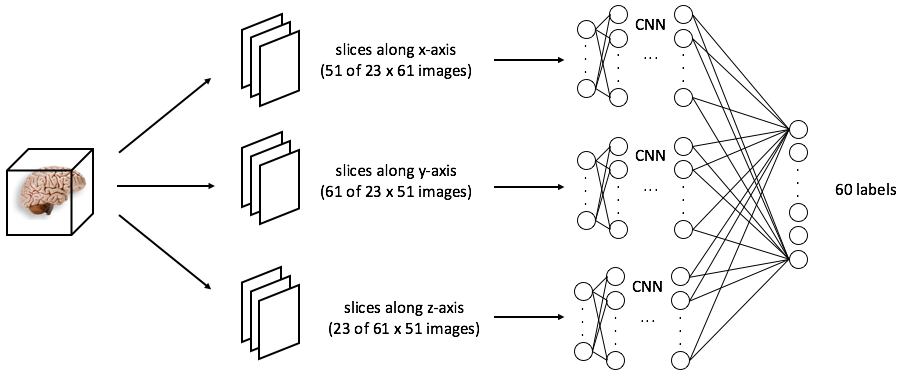 slices along x-axis
(51 of 23 x 61 images)
CNN
...
slices along y-axis
(61 of 23 x 51 images)
CNN
...
60 labels
slices along z-axis
(23 of 61 x 51 images)
CNN
...